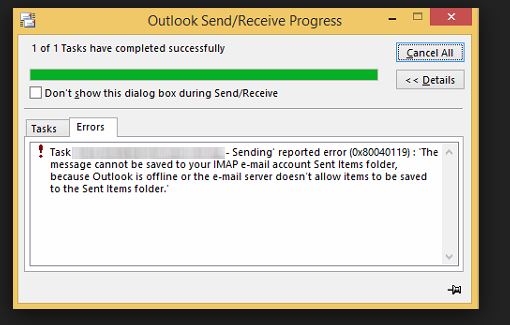 Outlook Send/Receive Progress
1 of 1 Tasks have completed successfully
Cancel All
<< Details
Don't show this dialog box during Send/Receive
Tasks
Errors
Task - Sending' reported error (0x80040119) : 'The
message cannot be saved to your IMAP e-mail account Sent Items folder,
because Outlook is offline or the e-mail server doesn't allow items to be saved
to the Sent Items folder.'